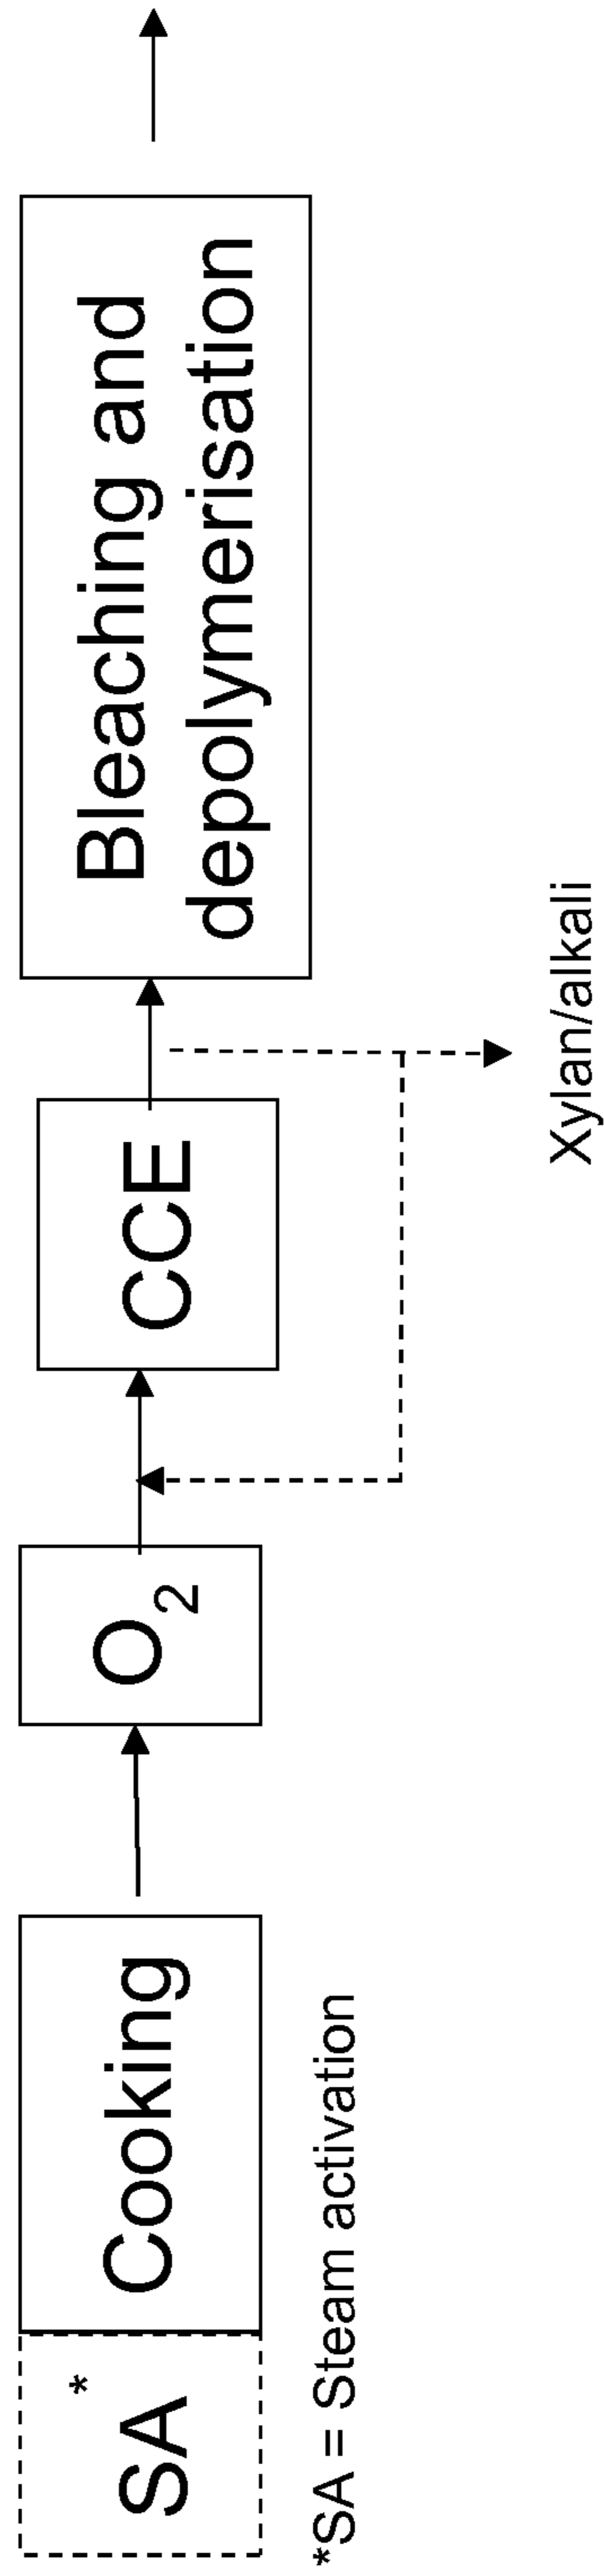 SA*
Cooking
O2
CCE
Bleaching and
depolymerisation
*SA = Steam activation
Xylan/alkali